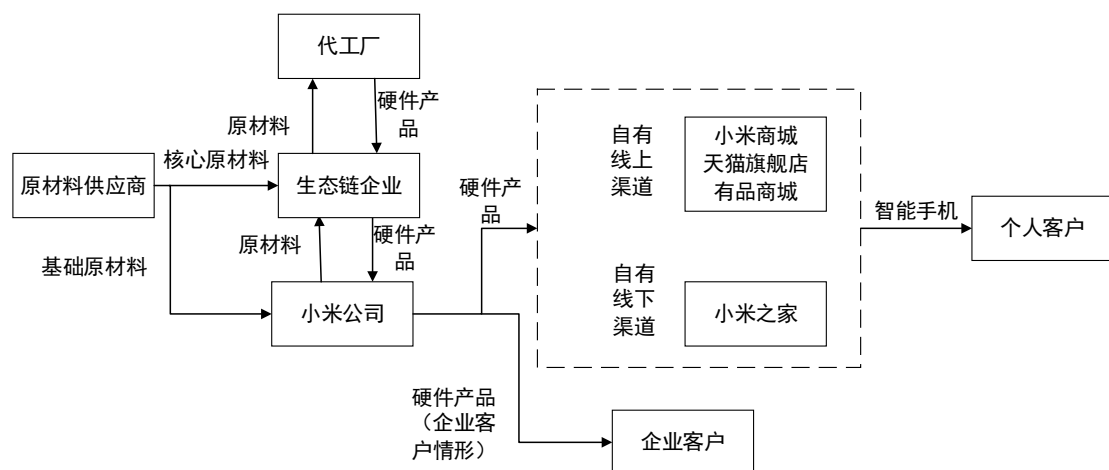 代工厂
原材料
硬件产
品
原材料供应商
核心原材料
生态链企业
基础原材料
原材料
硬件产
品
小米公司
硬件产
品
自有
线上
渠道
小米商城
天猫旗舰店
有品商城
自有
线下
渠道
小米之家
智能手机
个人客户
硬件产品
（企业客
户情形）
企业客户